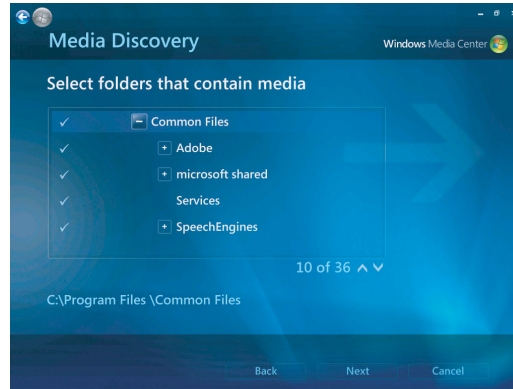 Media Discovery
Windows Media Center
Select folders that contain media
Common Files
Adobe
microsoft shared
Services
SpeechEngines
10 of 36
C:\Program Files \Common Files
Back Next Cancel